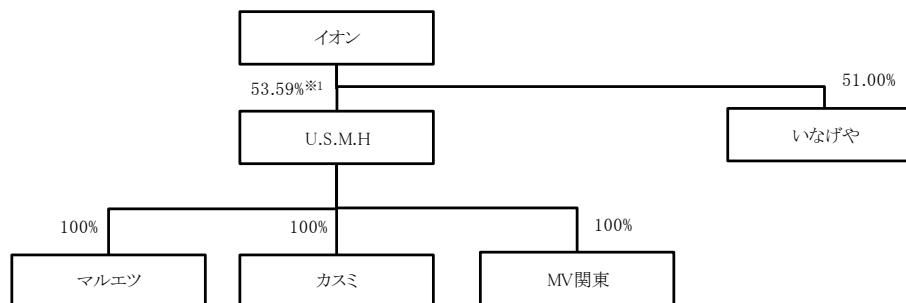 イオン
53.59%※1
51.00%
U.S.M.H
いなげや
100%
100%
100%
マルエツ
カスミ
MV関東